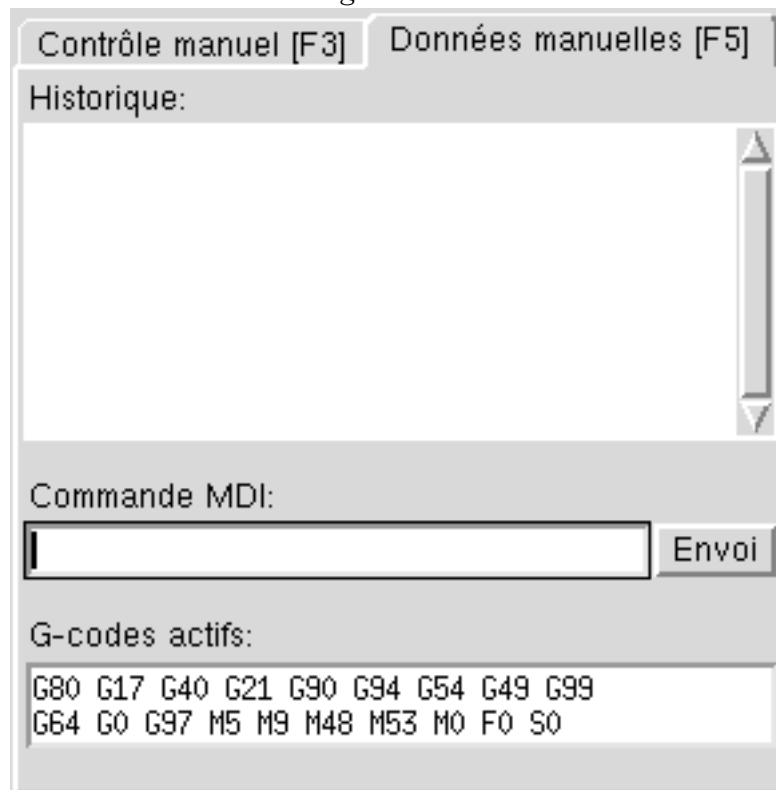 Contrôle manuel [F3] Données manuelles [F5]
Historique:
Commande MDI:
Envoi
G-codes actifs:
G80 G17 G40 G21 G90 G94 G54 G49 G99
G64 G0 G97 M5 M9 M48 M53 M0 F0 S0